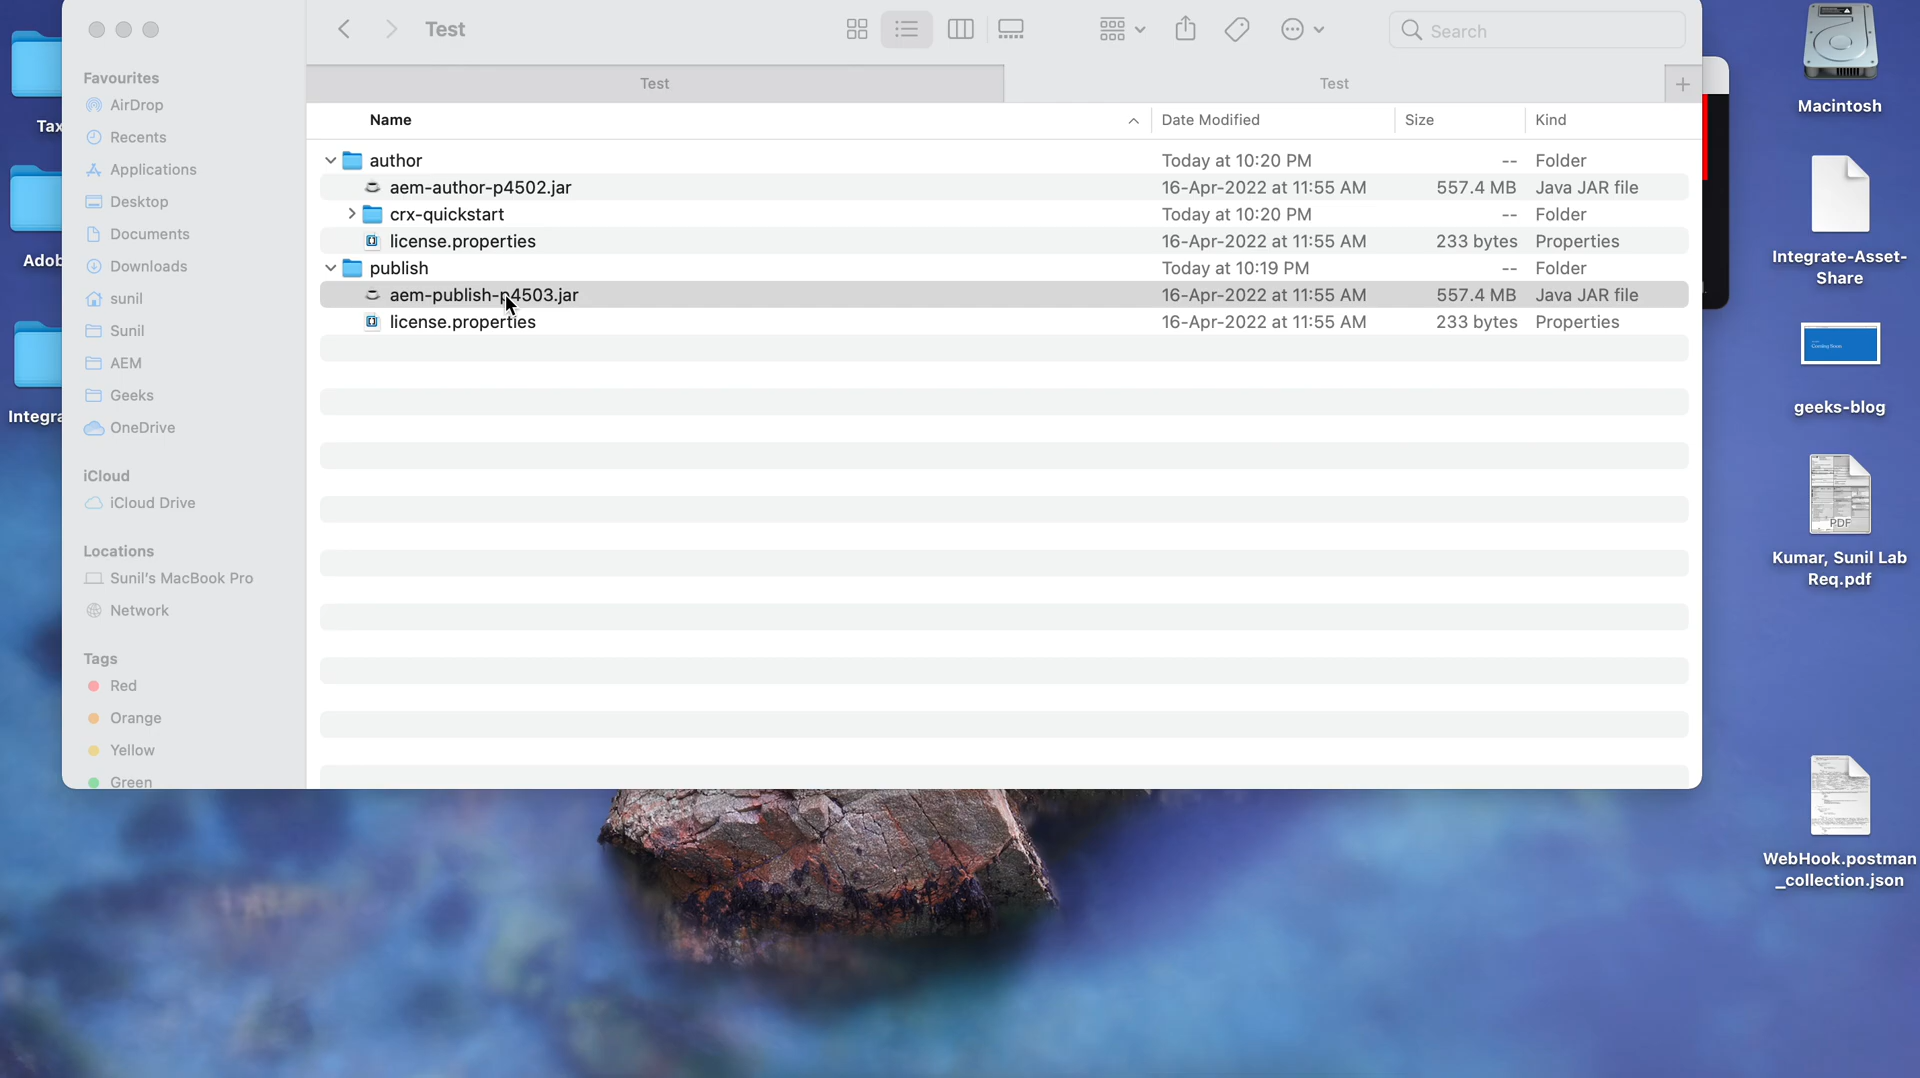 Test
Search
Test
Test
+
Name
Date Modified
Size
Kind
author
Today at 10:20 PM
--
Folder
aem-author-p4502.jar
16-Apr-2022 at 11:55 AM
557.4 MB
Java JAR file
crx-quickstart
Today at 10:20 PM
--
Folder
license.properties
16-Apr-2022 at 11:55 AM
233 bytes
Properties
publish
Today at 10:19 PM
--
Folder
aem-publish-p4503.jar
16-Apr-2022 at 11:55 AM
557.4 MB
Java JAR file
license.properties
16-Apr-2022 at 11:55 AM
233 bytes
Properties
Favourites
AirDrop
Recents
Applications
Desktop
Documents
Downloads
sunil
Sunil
AEM
Geeks
OneDrive
iCloud
iCloud Drive
Locations
Sunil's MacBook Pro
Network
Tags
Red
Orange
Yellow
Green
Tax
Adob
Integra
Macintosh
Integrate-Asset-
Share
Coming Soon
geeks-blog
PDF
Kumar, Sunil Lab
Req.pdf
WebHook.postman
_collection.json